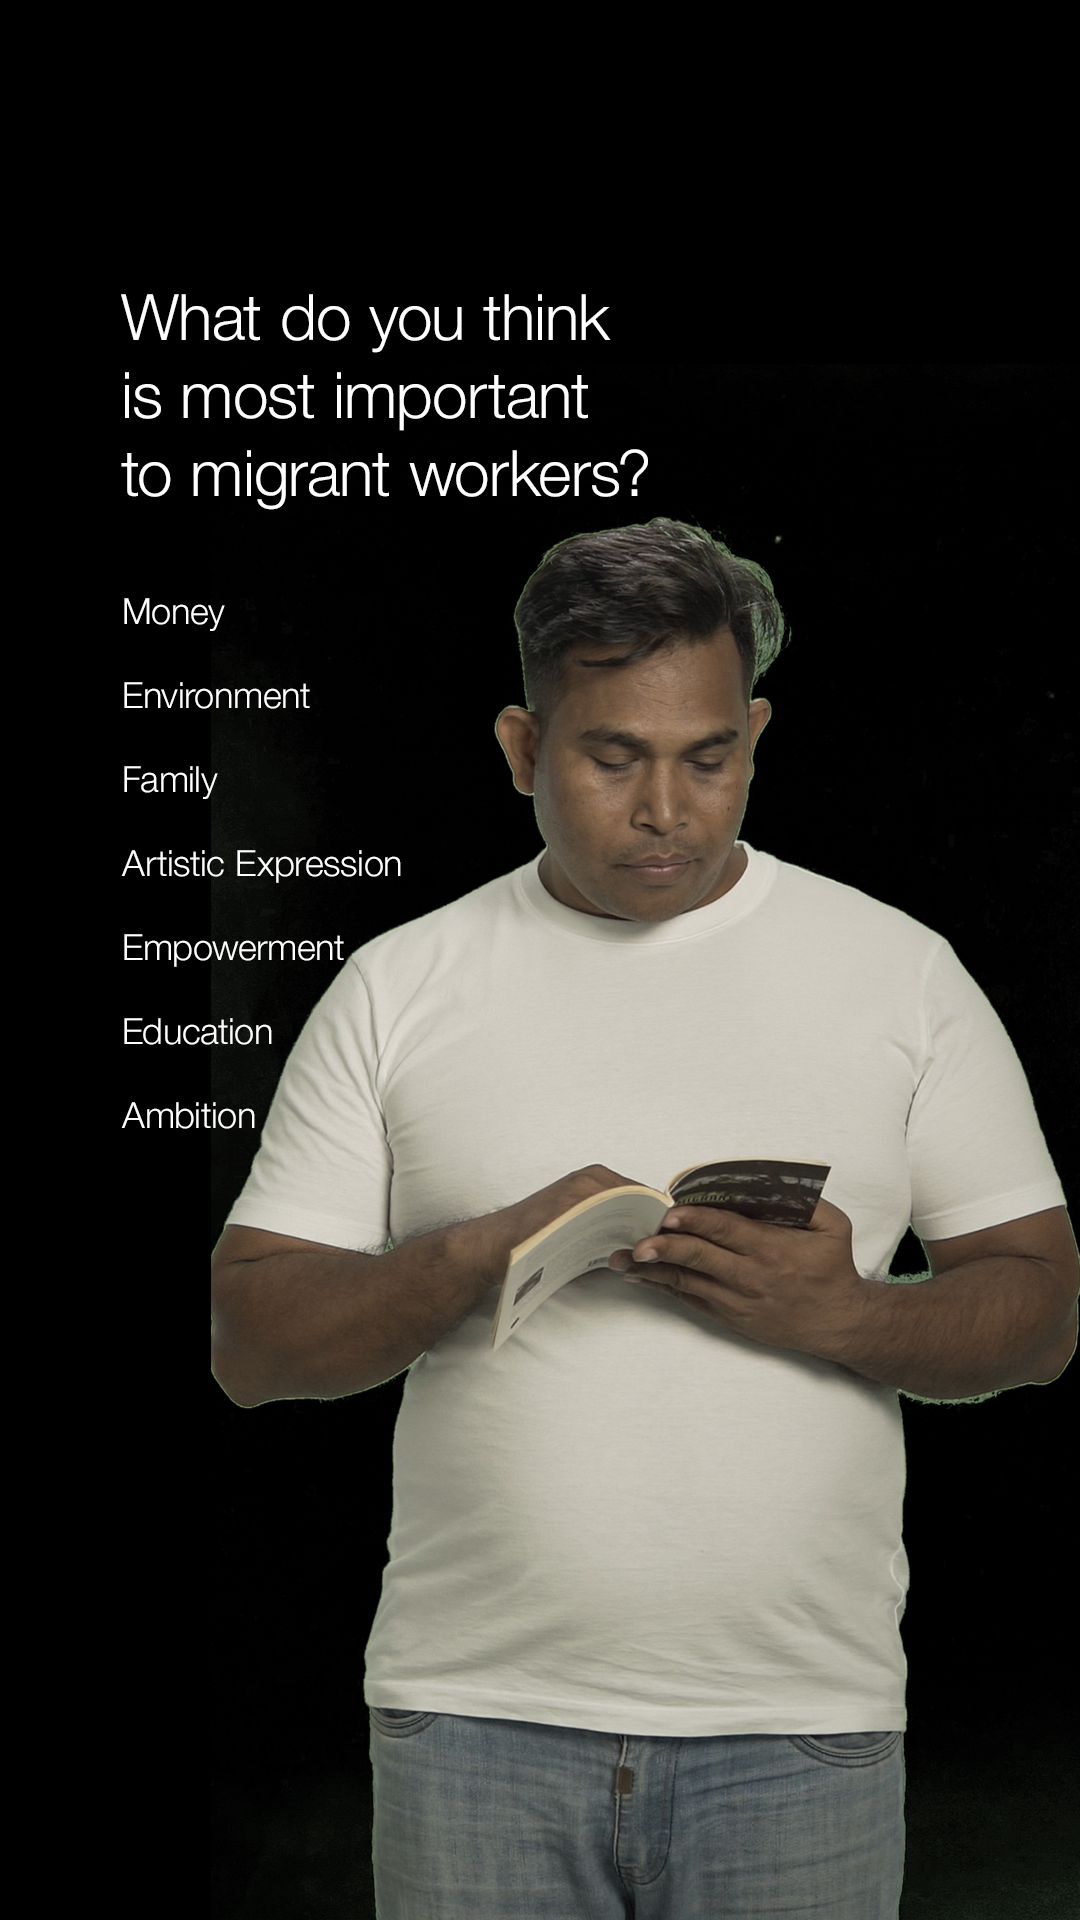 What do you think
is most important
to migrant workers?
Money
Environment
Family
Artistic Expression
Empowerment
Education
Ambition